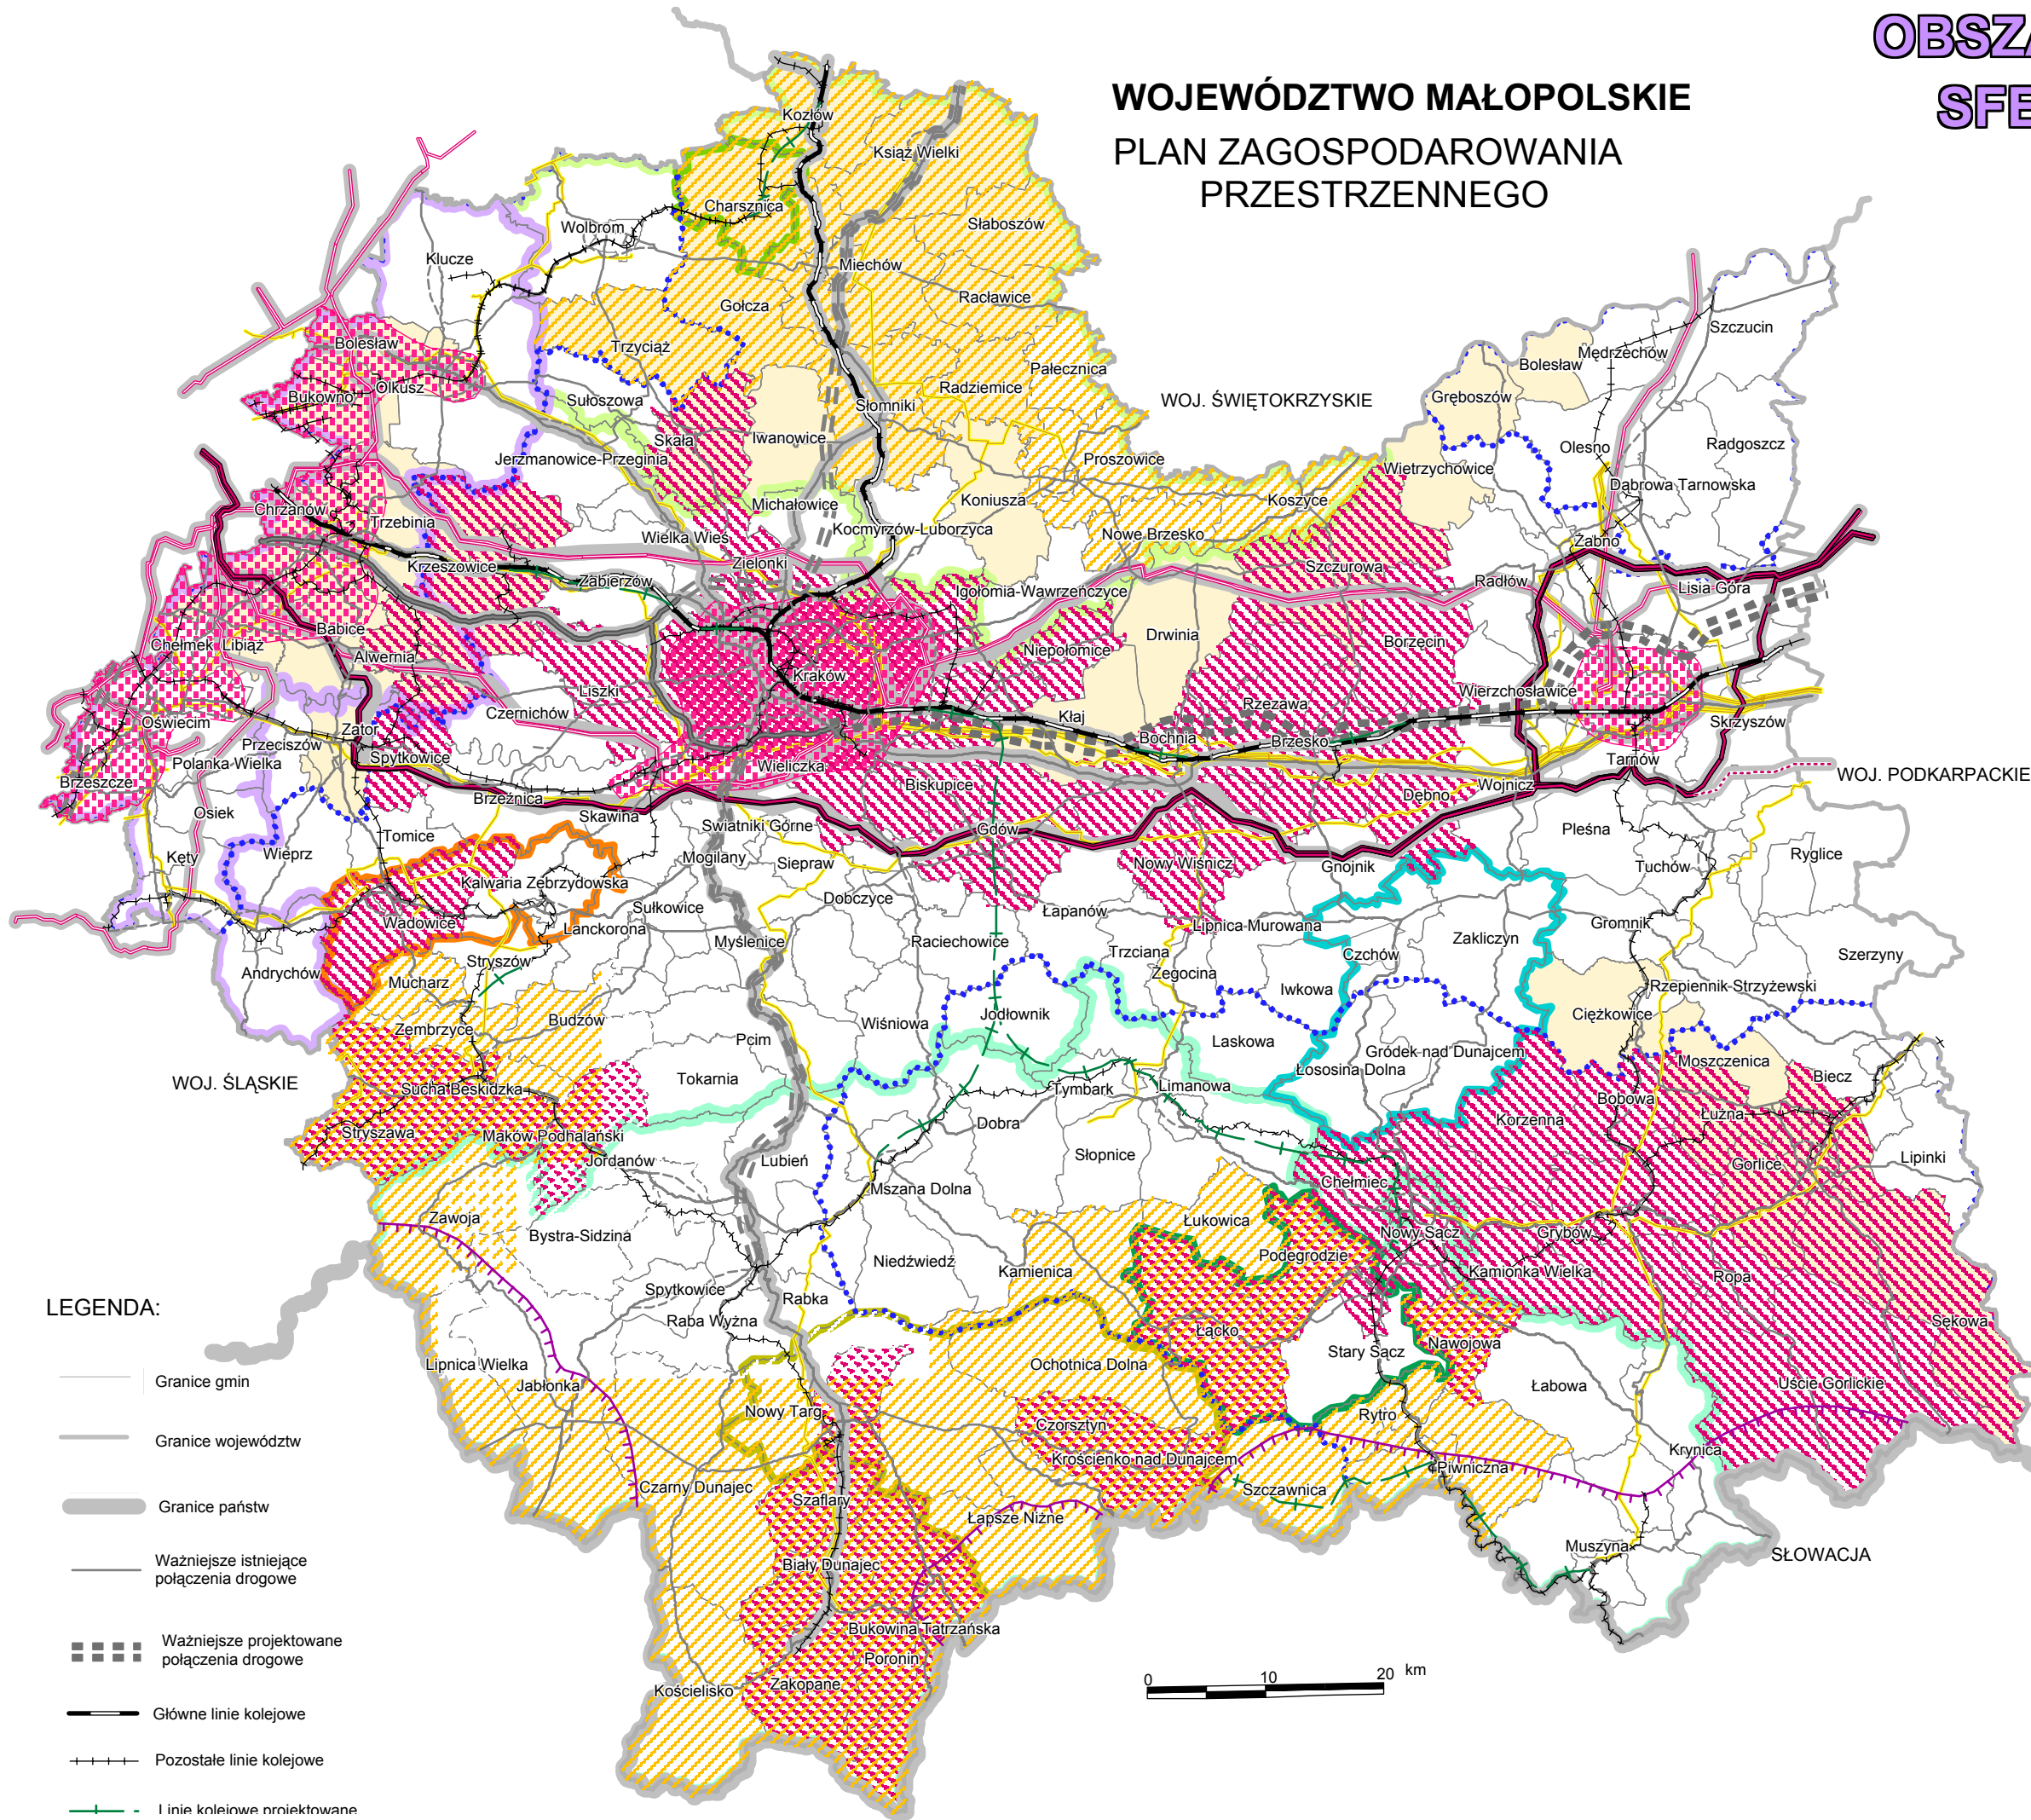 OBSZA
SFE
WOJEWÓDZTWO MAŁOPOLSKIE
PLAN ZAGOSPODAROWANIA
PRZESTRZENNEGO
Kozłów
Książ Wielki
Charsznica
Słaboszów
Wolbrom
Klucze
Miechów
Racławice
Gołcza
Szczucin
Bolesław
Trzyciąż
Mędrzechów
Bolesław
Pałecznica
Radziemice
Olkusz
Bukowno
Sułoszowa
Słomniki
WOJ. ŚWIĘTOKRZYSKIE
Gręboszów
Skała
Iwanowice
Olesno
Radgoszcz
Jerzmanowice-Przeginia
Proszowice
Wietrzychowice
Dąbrowa Tarnowska
Michałowice
Koniusza
Koszyce
Chrzanów
Trzebinia
Kocmyrzów-Luborzyca
Nowe Brzesko
Wielka Wieś
Żabno
Zielonki
Krzeszowice
Szczurowa
Zabierzów
Radłów
Lisia Góra
Igołomia-Wawrzeńczyce
Babice
Drwinia
Chełmek
Libiąż
Borzęcin
Niepołomice
Alwernia
Kraków
Liszki
Wierzchosławice
Czernichów
Rzezawa
Kłaj
Oświęcim
Skrzyszów
Zator
Bochnia
Brzesko
Przeciszów
Spytkowice
Tarnów
Polanka Wielka
Wieliczka
WOJ. PODKARPACKIE
Brzeszcze
Biskupice
Wojnicz
Dębno
Brzeźnica
Osiek
Skawina
Świątniki Górne
Gdów
Pleśna
Tomice
Wieprz
Mogilany
Siepraw
Nowy Wiśnicz
Gnojnik
Tuchów
Ryglice
Kęty
Kalwaria Zebrzydowska
Dobczyce
Sułkowice
Łapanów
Wadowice
Lanckorona
Lipnica Murowana
Gromnik
Myślenice
Raciechowice
Zakliczyn
Trzciana
Czchów
Szerzyny
Stryszów
Andrychów
Żegocina
Mucharz
Iwkowa
Rzepiennik Strzyżewski
Budzów
Jodłownik
Ciężkowice
Zembrzyce
Wiśniowa
Pcim
Laskowa
Gródek nad Dunajcem
Moszczenica
Łososina Dolna
WOJ. ŚLĄSKIE
Tokarnia
Biecz
Sucha Beskidzka
Tymbark
Limanowa
Bobowa
Łużna
Dobra
Korzenna
Stryszawa
Maków Podhalański
Słopnice
Lubień
Jordanów
Gorlice
Lipinki
Chełmiec
Mszana Dolna
Zawoja
Łukowica
Bystra-Sidzina
Nowy Sącz
Grybów
Podegrodzie
Niedźwiedź
Kamienica
Kamionka Wielka
Ropa
Spytkowice
Rabka
LEGENDA:
Raba Wyżna
Łącko
Sękowa
Nawojowa
Stary Sącz
Lipnica Wielka
Ochotnica Dolna
Granice gmin
Jabłonka
Łabowa
Uście Gorlickie
Nowy Targ
Rytro
Czorsztyn
Granice województw
Krościenko nad Dunajcem
Krynica
Piwniczna
Czarny Dunajec
Szczawnica
Szaflary
Granice państw
Łapsze Niżne
Muszyna
SŁOWACJA
Ważniejsze istniejące
połączenia drogowe
Biały Dunajec
Bukowina Tatrzańska
Ważniejsze projektowane
połączenia drogowe
Poronin
Zakopane
Kościelisko
0 10 20 km
Główne linie kolejowe
Pozostałe linie kolejowe
Linie kolejowe projektowane